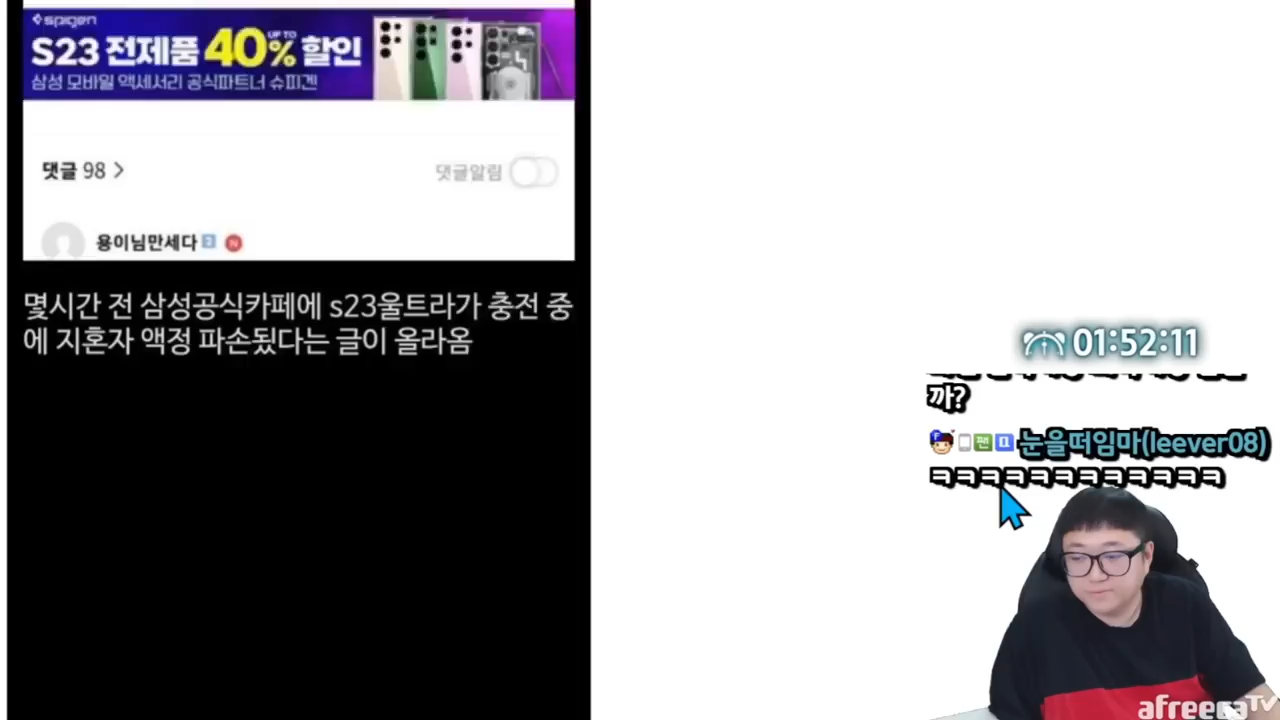 spigen
S23 전제품 UP TO 40% 할인
삼성 모바일 액세서리 공식파트너 슈피겐
댓글 98 >
댓글알림
용이님만세다 2 N
몇시간 전 삼성공식카페에 s23울트라가 충전 중
에 지혼자 액정 파손됬다는 글이 올라옴
01:52:11
까?
팬 눈을떠임마(leever08)
ㅋㅋㅋㅋㅋㅋㅋㅋㅋㅋㅋㅋ
afreecaTV